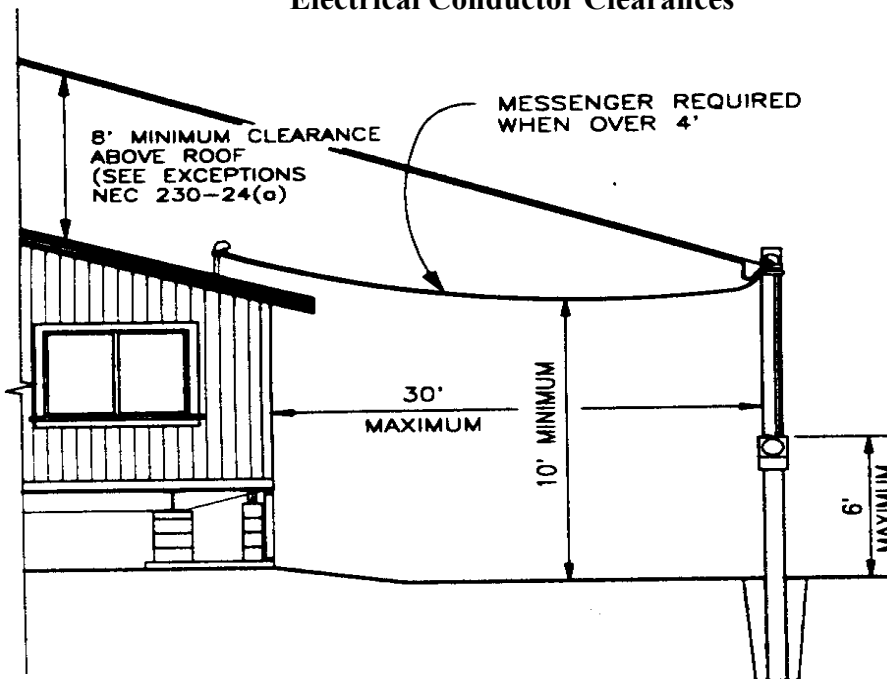 Electrical Conductor Clearances
8' MINIMUM CLEARANCE
ABOVE ROOF
(SEE EXCEPTIONS
NEC 230-24(a)
MESSENGER REQUIRED
WHEN OVER 4'
30'
MAXIMUM
10' MINIMUM
6'
MAXIMUM